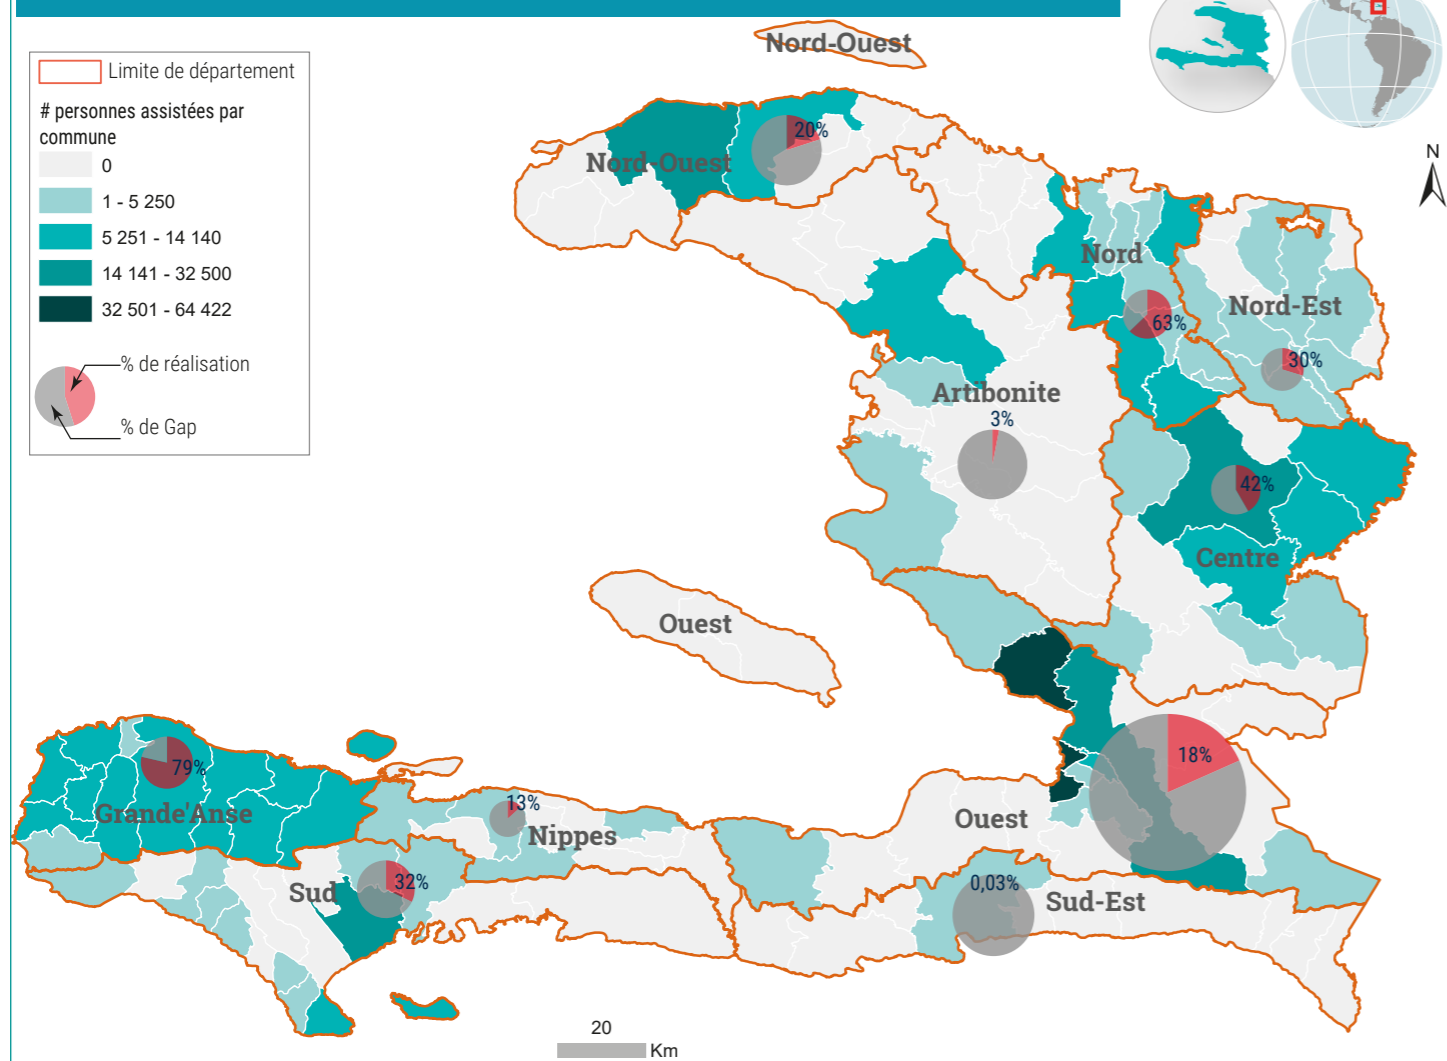 Limite de département
# personnes assistées par
commune
0
1 - 5 250
5 251 - 14 140
14 141 - 32 500
32 501 - 64 422
% de réalisation
% de Gap
N
Nord-Ouest
20%
Nord-Ouest
Nord
63%
Nord-Est
30%
Artibonite
3%
42%
Centre
Ouest
18%
79%
Grande'Anse
13%
Nippes
Ouest
32%
Sud
0,03%
Sud-Est
20
Km